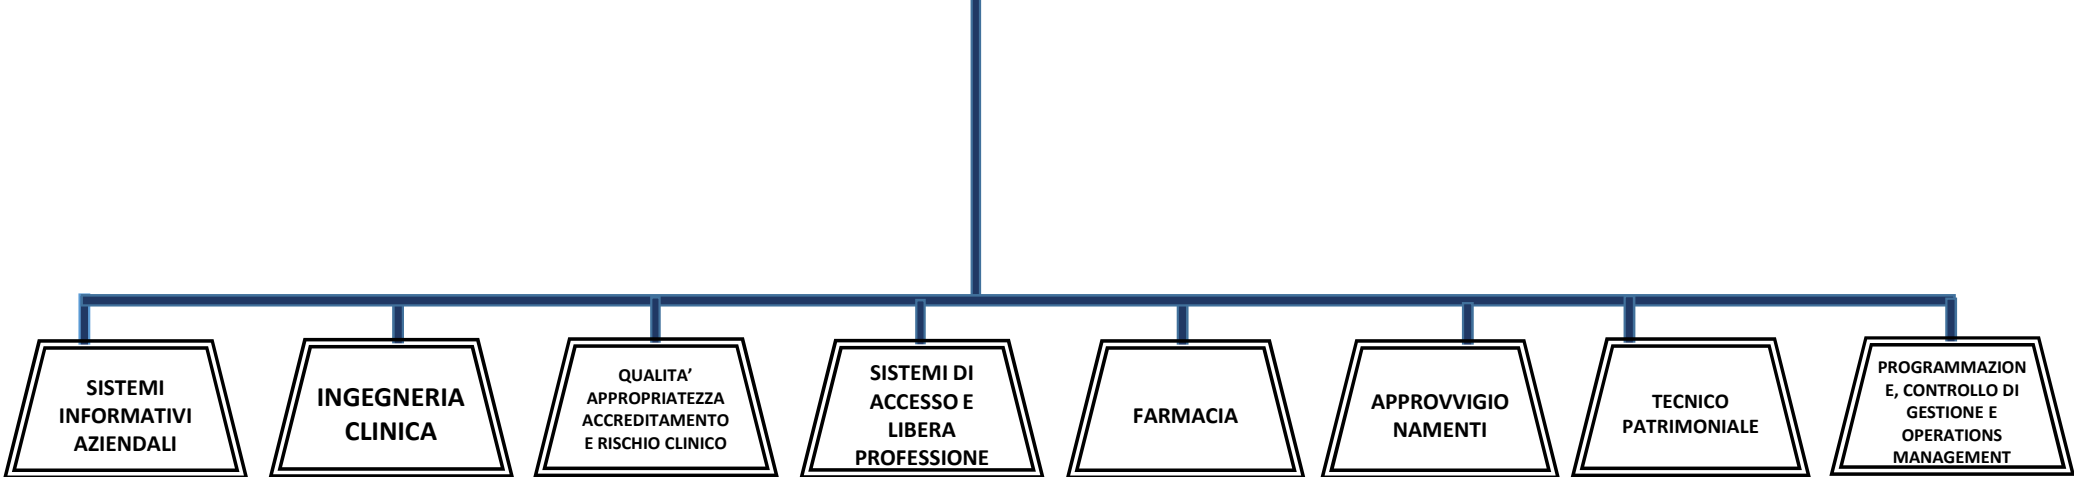 SISTEMI
INFORMATIVI
AZIENDALI
INGEGNERIA
CLINICA
QUALITA’
APPROPRIATEZZA
ACCREDITAMENTO
E RISCHIO CLINICO
SISTEMI DI
ACCESSO E
LIBERA
PROFESSIONE
FARMACIA
APPROVVIGIO
NAMENTI
TECNICO
PATRIMONIALE
PROGRAMMAZION
E, CONTROLLO DI
GESTIONE E
OPERATIONS
MANAGEMENT